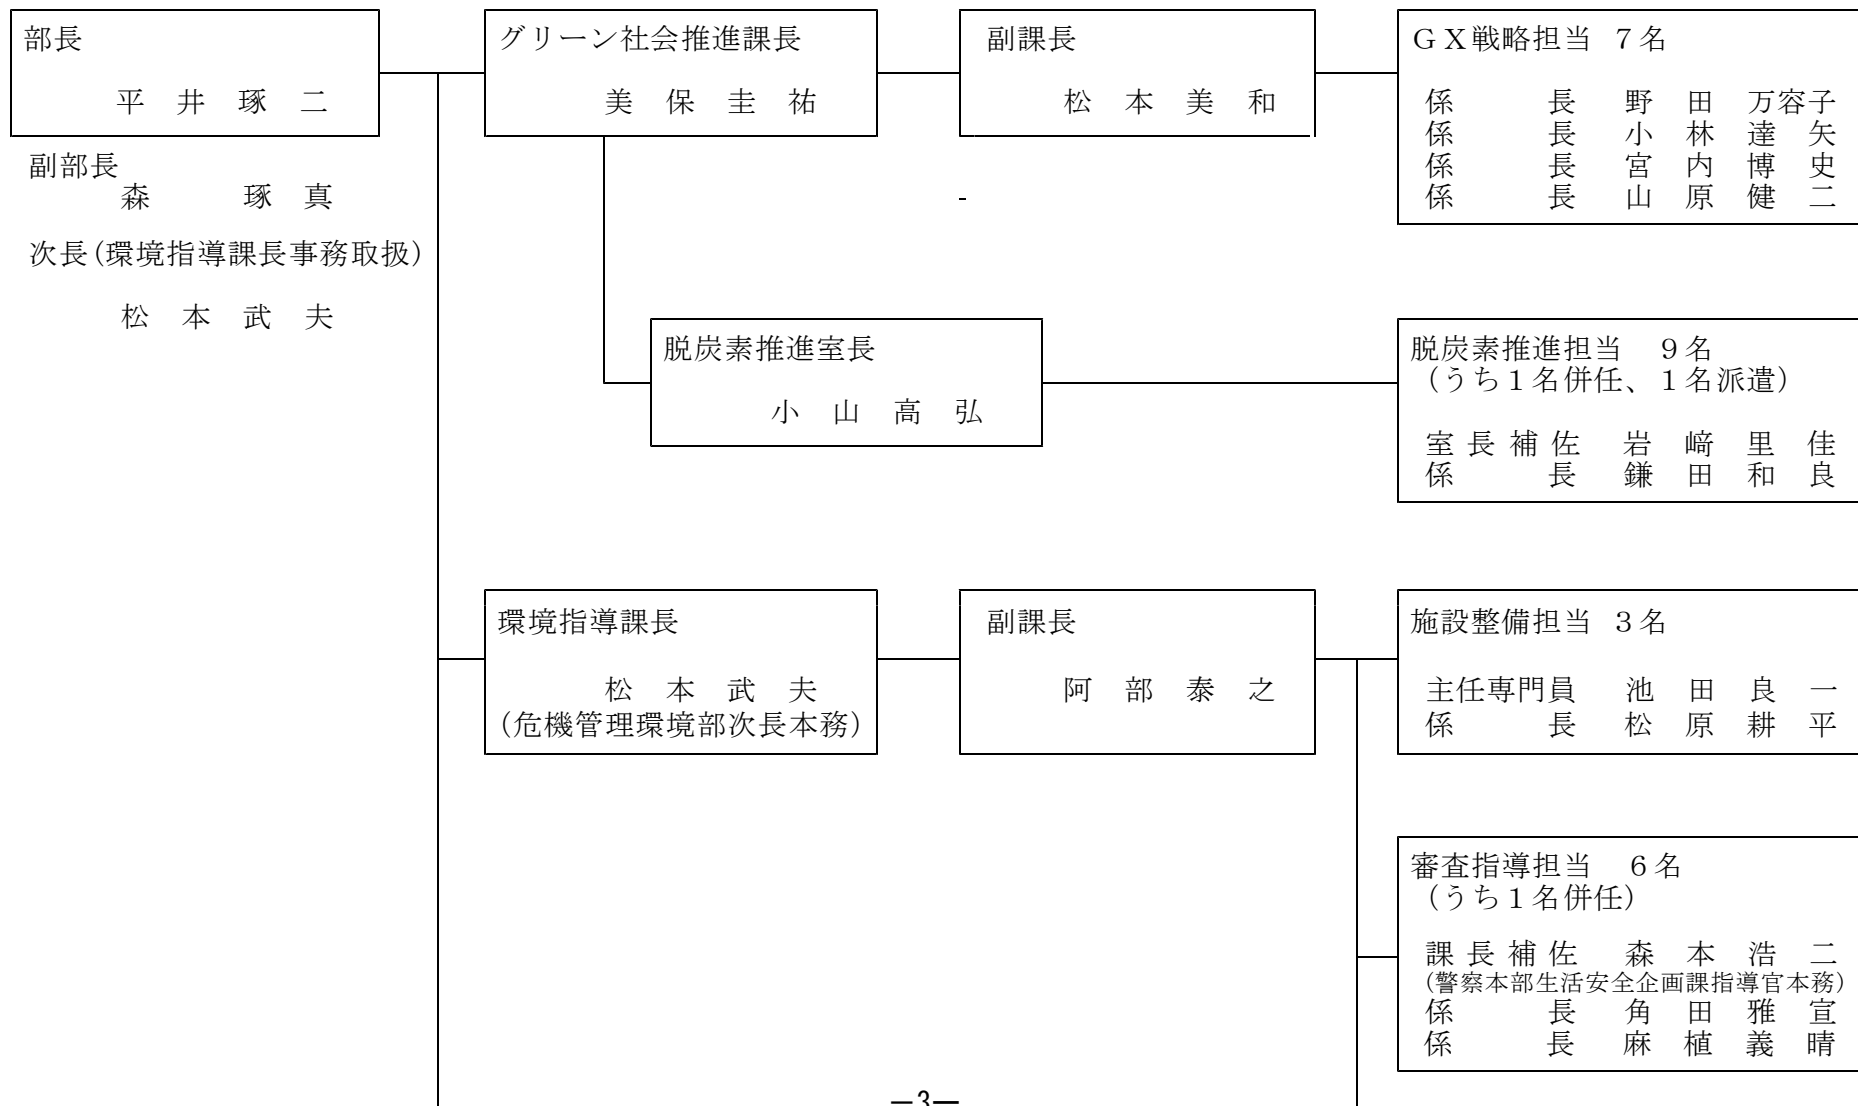 部長
平井琢二
副部長
森琢真
次長(環境指導課長事務取扱)
松本武夫
グリーン社会推進課長
美保圭祐
副課長
松本美和
-
GX戦略担当 7名
係長 野田万容子
係長 小林達矢
係長 宮内博史
係長 山原健二
脱炭素推進室長
小山高弘
脱炭素推進担当 9名
(うち1名併任、1名派遣)
室長補佐 岩﨑里佳
係長 鎌田和良
環境指導課長
松本武夫
(危機管理環境部次長本務)
副課長
阿部泰之
施設整備担当 3名
主任専門員 池田良一
係長 松原耕平
審査指導担当 6名
(うち1名併任)
課長補佐 森本浩二
(警察本部生活安全企画課指導官本務)
係長 角田雅宣
係長 麻植義晴
−3−